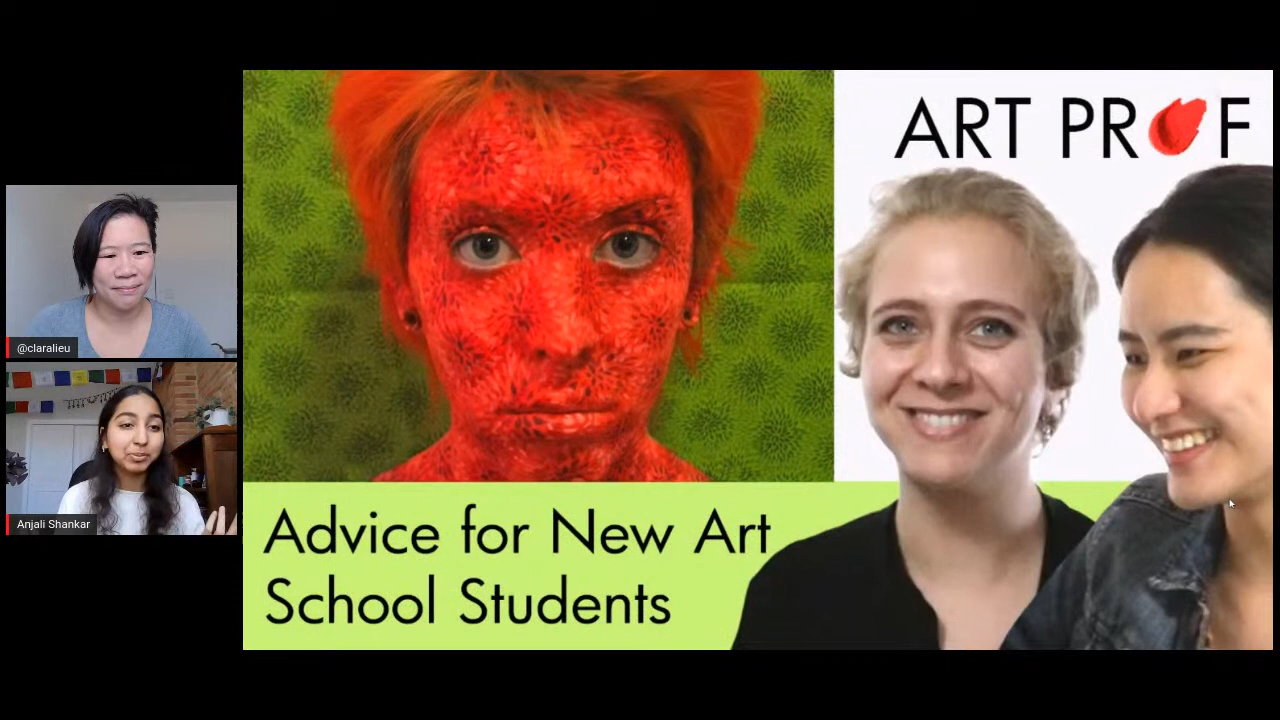 ART PROF
@claralieu
Anjali Shankar
Advice for New Art
School Students